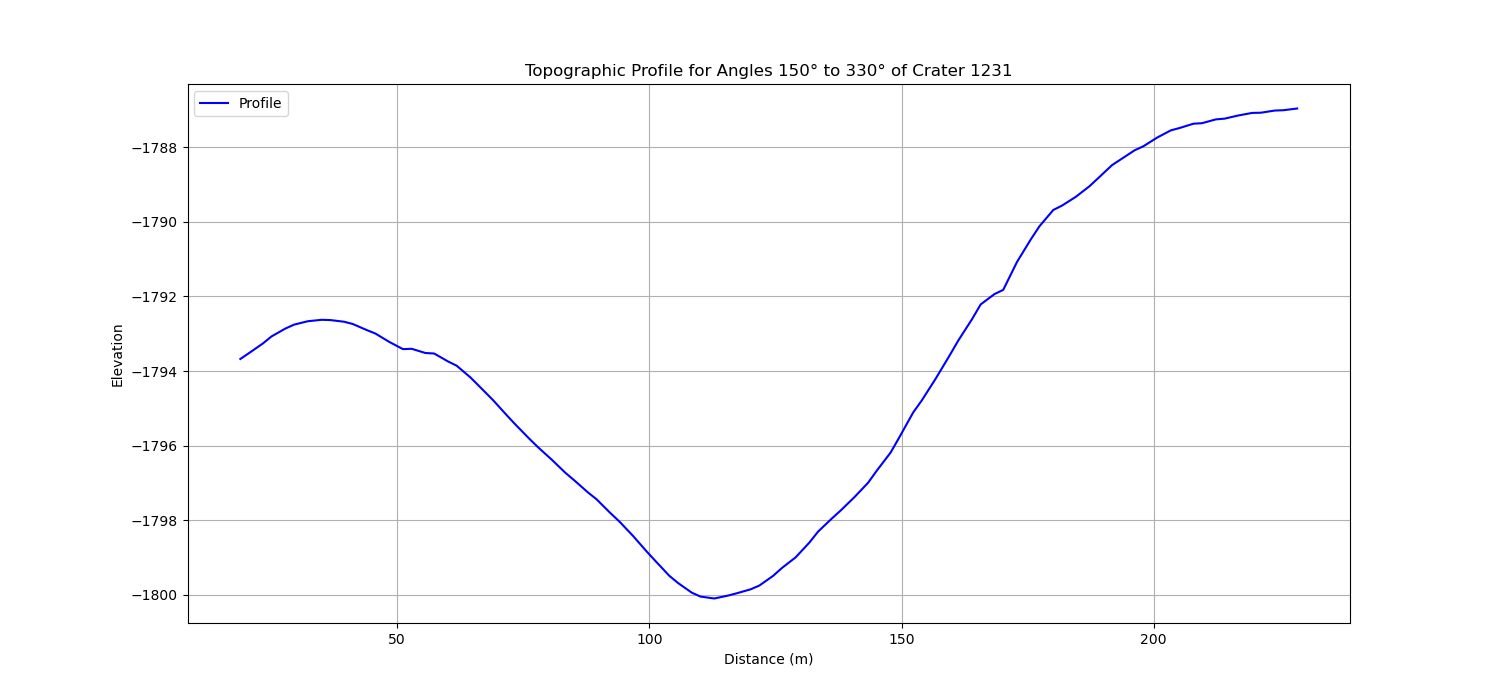 Topographic Profile for Angles 150° to 330° of Crater 1231
Profile
−1788
−1790
−1792
−1794
−1796
−1798
−1800
Elevation
50
100
150
200
Distance (m)